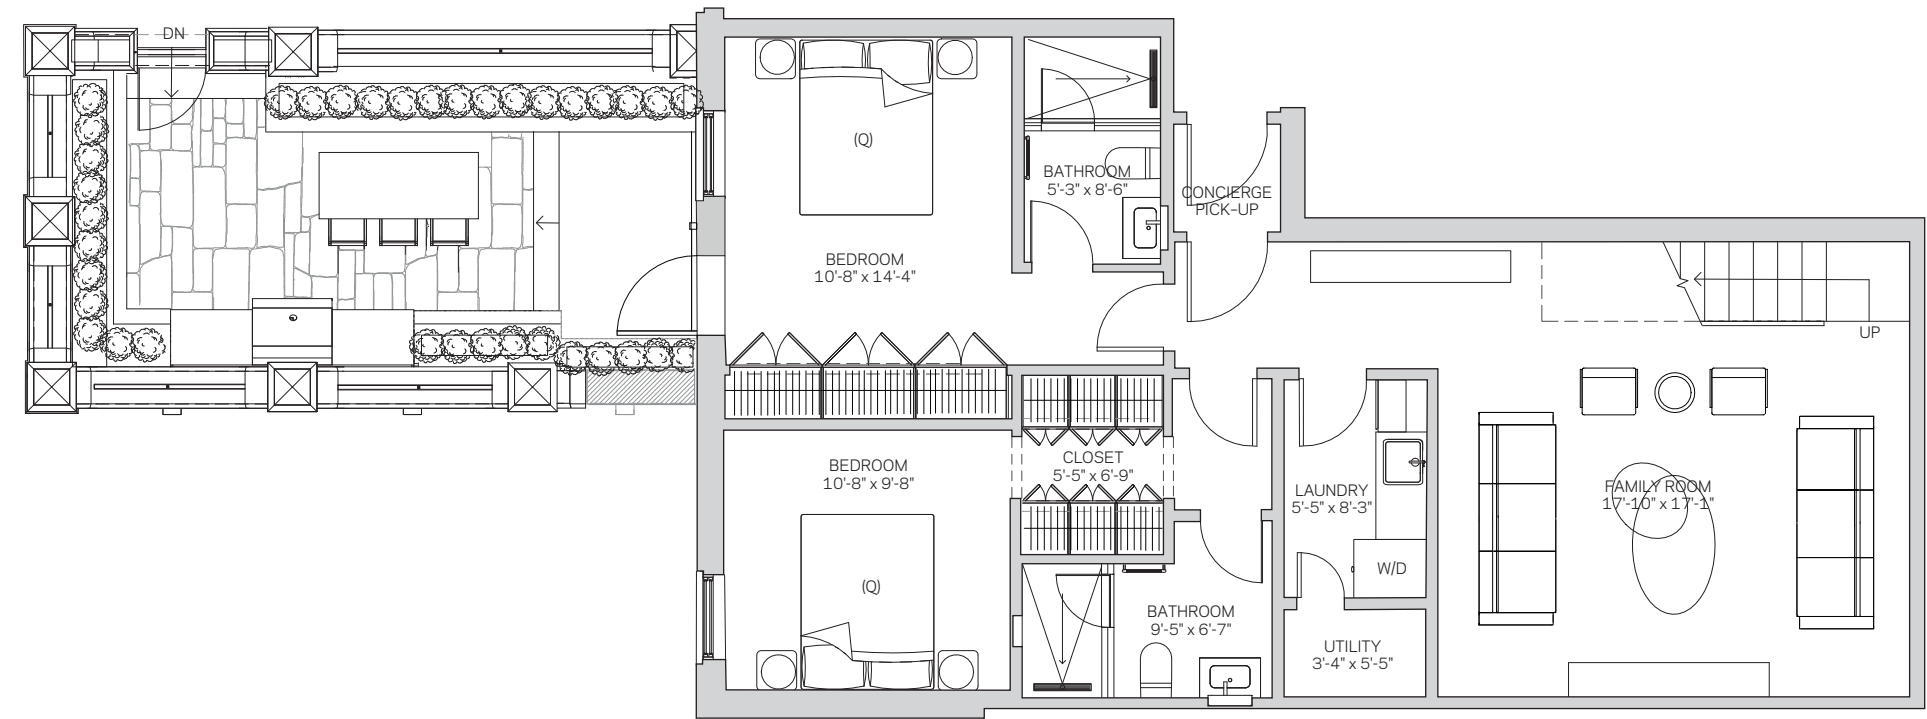 DN
(Q)
BATHROOM
5'-3" x 8'-6"
CONCIERGE
PICK-UP
BEDROOM
10'-8" x 14'-4"
UP
BEDROOM
10'-8" x 9'-8"
CLOSET
5'-5" x 6'-9"
LAUNDRY
5'-5" x 8'-3"
FAMILY ROOM
17'-10" x 17'-1"
W/D
(Q)
BATHROOM
9'-5" x 6'-7"
UTILITY
3'-4" x 5'-5"